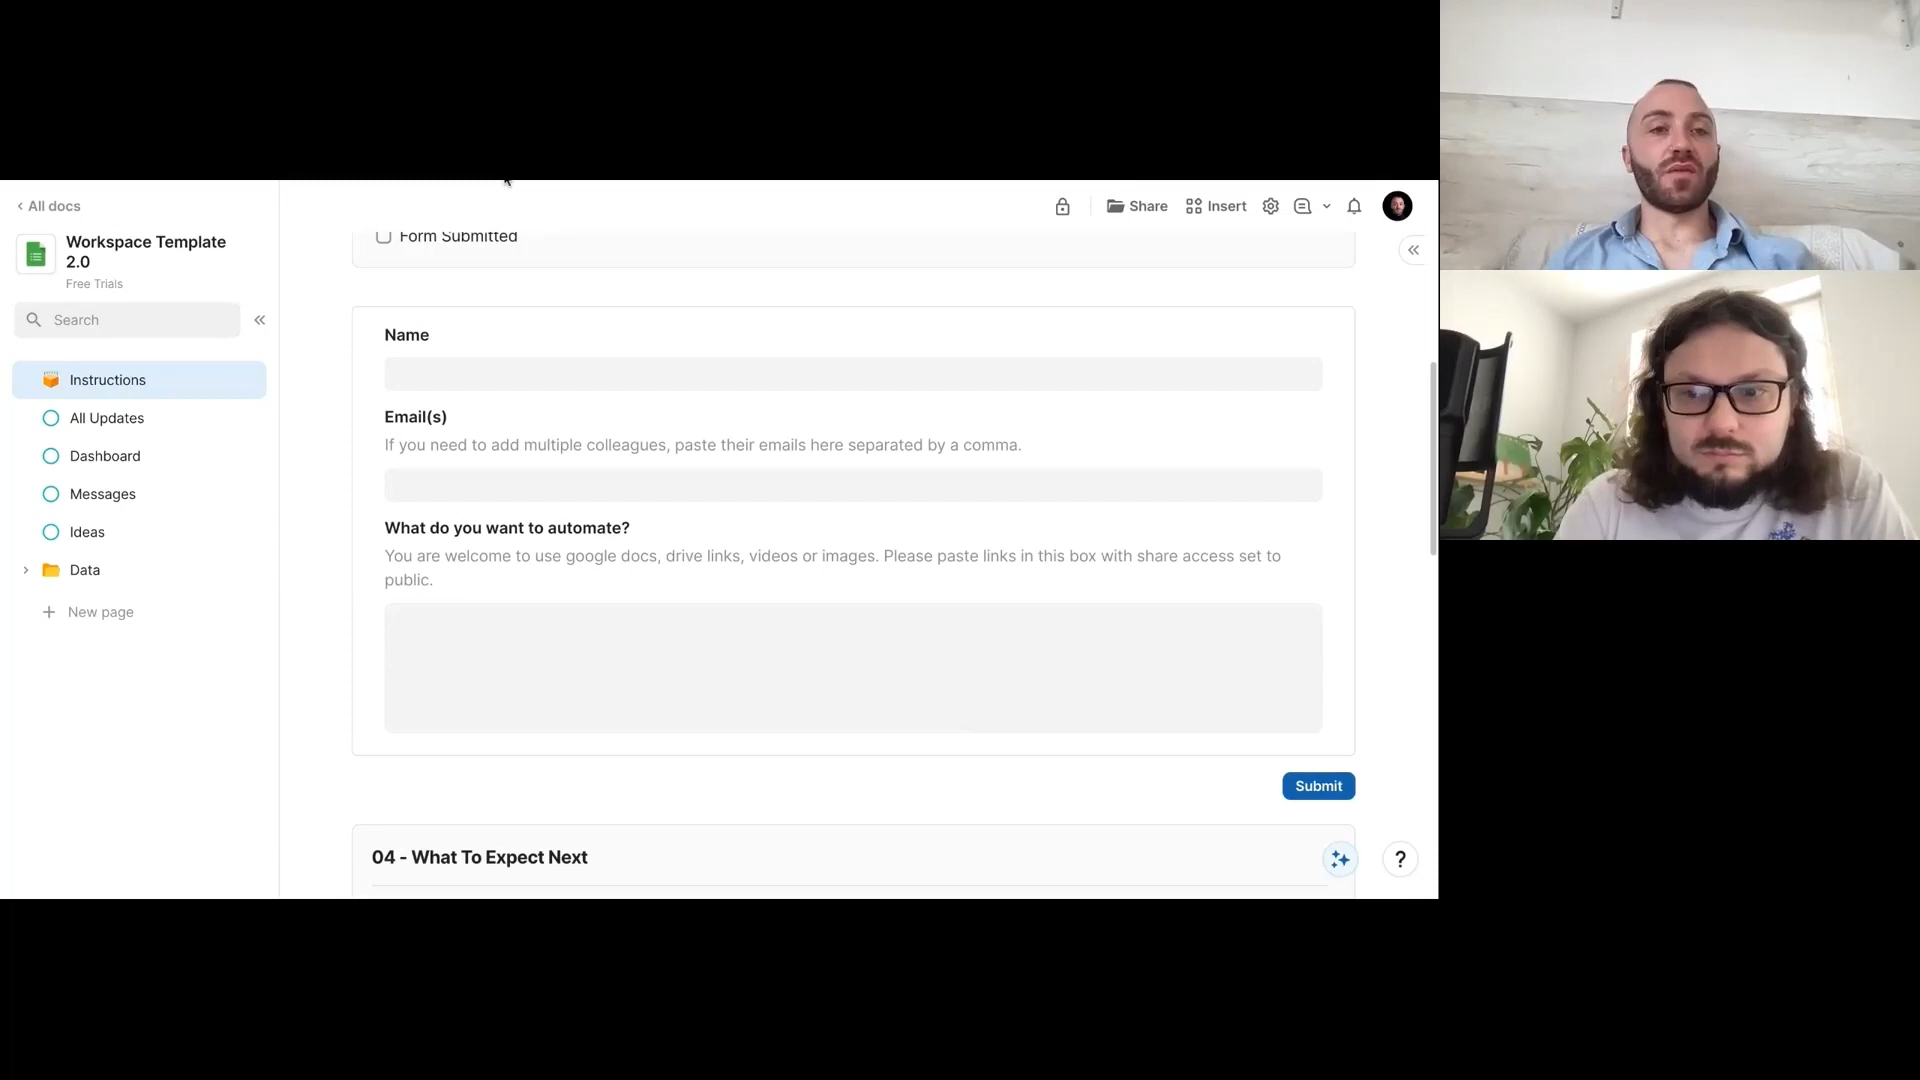 All docs
Workspace Template
2.0
Free Trials
Search
Instructions
All Updates
Dashboard
Messages
Ideas
Data
New page
Share
Insert
Form Submitted
Name
Email(s)
If you need to add multiple colleagues, paste their emails here separated by a comma.
What do you want to automate?
You are welcome to use google docs, drive links, videos or images. Please paste links in this box with share access set to
public.
Submit
04 - What To Expect Next
?